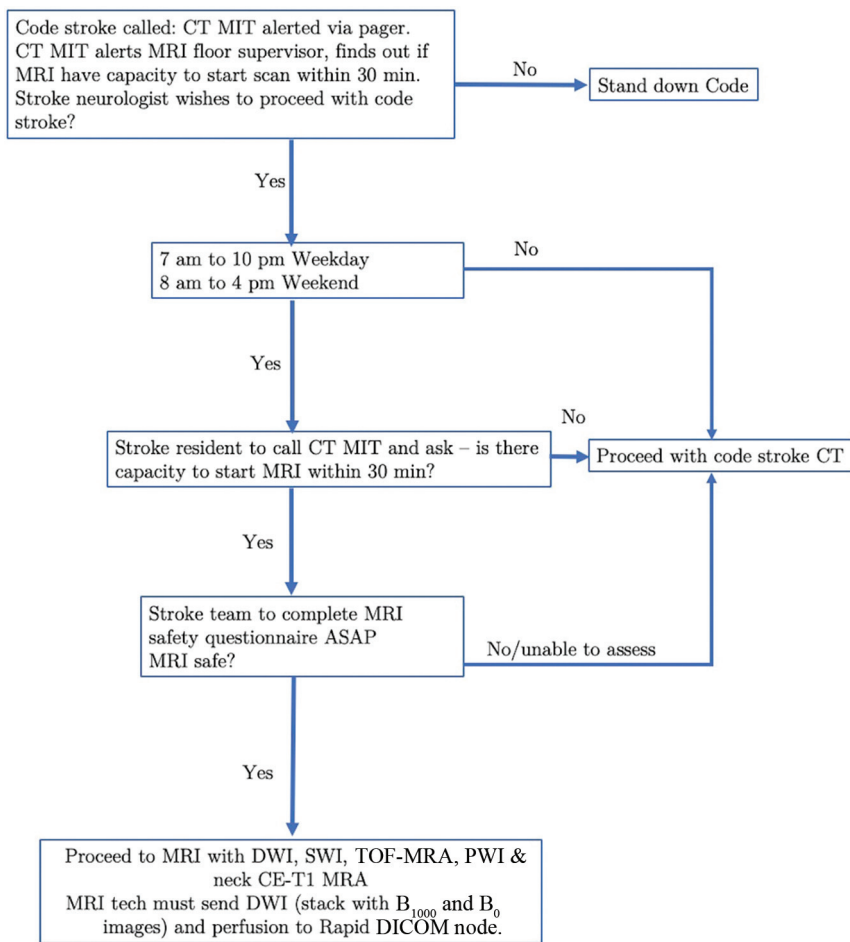 Code stroke called: CT MIT alerted via pager.
CT MIT alerts MRI floor supervisor, finds out if
MRI have capacity to start scan within 30 min.
Stroke neurologist wishes to proceed with code
stroke?
No
Stand down Code
Yes
7 am to 10 pm Weekday
8 am to 4 pm Weekend
No
Yes
Stroke resident to call CT MIT and ask – is there
capacity to start MRI within 30 min?
No
Proceed with code stroke CT
Yes
Stroke team to complete MRI
safety questionnaire ASAP
MRI safe?
No/unable to assess
Yes
Proceed to MRI with DWI, SWI, TOF-MRA, PWI &
neck CE-T1 MRA
MRI tech must send DWI (stack with B1000 and B0
images) and perfusion to Rapid DICOM node.